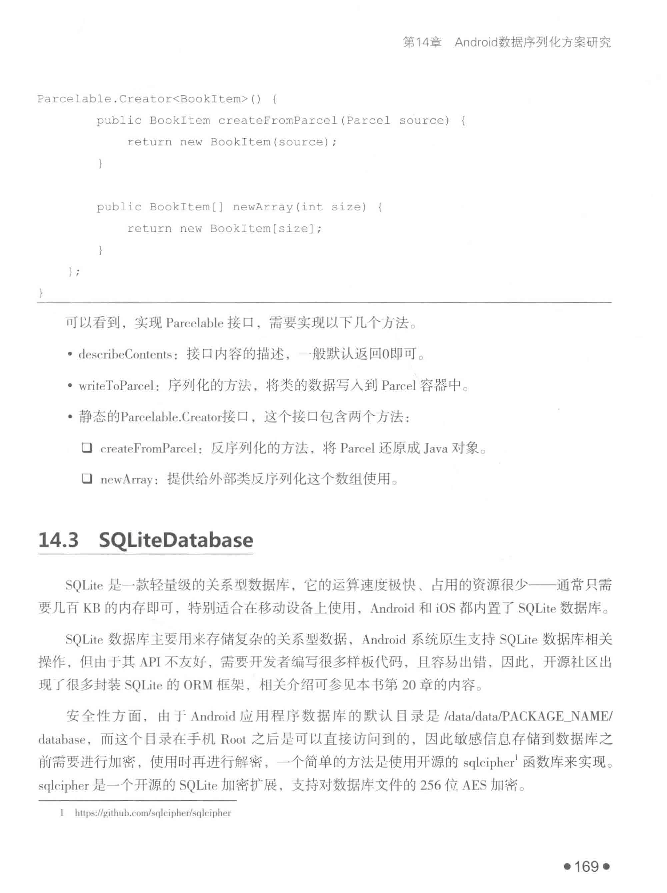 第14章 Android数据序列化方案研究
Parcelable.Creator<BookItem>() {
public BookItem createFromParcel(Parcel source) {
return new BookItem(source);
}
public BookItem[] newArray(int size) {
return new BookItem[size];
}
};
}
可以看到，实现 Parcelable 接口，需要实现以下几个方法。
• describeContents：接口内容的描述，一般默认返回0即可。
• writeToParcel：序列化的方法，将类的数据写入到 Parcel 容器中。
• 静态的Parcelable.Creator接口，这个接口包含两个方法：
❑ createFromParcel：反序列化的方法，将 Parcel 还原成 Java 对象。
❑ newArray：提供给外部类反序列化这个数组使用。
14.3 SQLiteDatabase
SQLite 是一款轻量级的关系型数据库，它的运算速度极快、占用的资源很少——通常只需
要几百 KB 的内存即可，特别适合在移动设备上使用，Android 和 iOS 都内置了 SQLite 数据库。
SQLite 数据库主要用来存储复杂的关系型数据，Android 系统原生支持 SQLite 数据库相关
操作，但由于其 API 不友好，需要开发者编写很多样板代码，且容易出错，因此，开源社区出
现了很多封装 SQLite 的 ORM 框架，相关介绍可参见本书第 20 章的内容。
安全性方面，由于 Android 应用程序数据库的默认目录是 /data/data/PACKAGE_NAME/
database，而这个目录在手机 Root 之后是可以直接访问到的，因此敏感信息存储到数据库之
前需要进行加密，使用时再进行解密，一个简单的方法是使用开源的 sqlcipher¹ 函数库来实现。
sqlcipher 是一个开源的 SQLite 加密扩展，支持对数据库文件的 256 位 AES 加密。
1 https://github.com/sqlcipher/sqlcipher
●169●